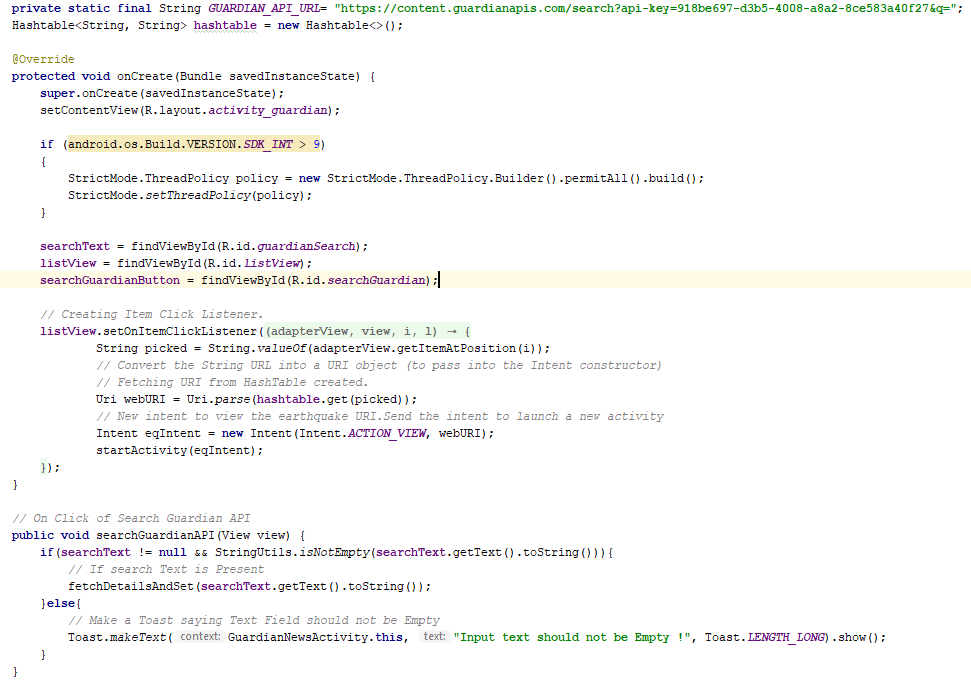 private static final String GUARDIAN_API_URL= "https://content.guardianapis.com/search?api-key=918be697-d3b5-4008-a8a2-8ce583a40f27&q=";
Hashtable<String, String> hashtable = new Hashtable<>();
@Override
protected void onCreate(Bundle savedInstanceState) {
super.onCreate(savedInstanceState);
setContentView(R.layout.activity_guardian);
if (android.os.Build.VERSION.SDK_INT > 9)
{
StrictMode.ThreadPolicy policy = new StrictMode.ThreadPolicy.Builder().permitAll().build();
StrictMode.setThreadPolicy(policy);
}
searchText = findViewById(R.id.guardianSearch);
listView = findViewById(R.id.listView);
searchGuardianButton = findViewById(R.id.searchGuardian);
// Creating Item Click Listener.
listView.setOnItemClickListener((adapterView, view, i, l) → {
String picked = String.valueOf(adapterView.getItemAtPosition(i));
// Convert the String URL into a URI object (to pass into the Intent constructor)
// Fetching URI from HashTable created.
Uri webURI = Uri.parse(hashtable.get(picked));
// New intent to view the earthquake URI.Send the intent to launch a new activity
Intent eqIntent = new Intent(Intent.ACTION_VIEW, webURI);
startActivity(eqIntent);
});
}
// On Click of Search Guardian API
public void searchGuardianAPI(View view) {
if(searchText != null && StringUtils.isNotEmpty(searchText.getText().toString())){
// If search Text is Present
fetchDetailsAndSet(searchText.getText().toString());
}else{
// Make a Toast saying Text Field should not be Empty
Toast.makeText( context: GuardianNewsActivity.this, text: "Input text should not be Empty !", Toast.LENGTH_LONG).show();
}
}